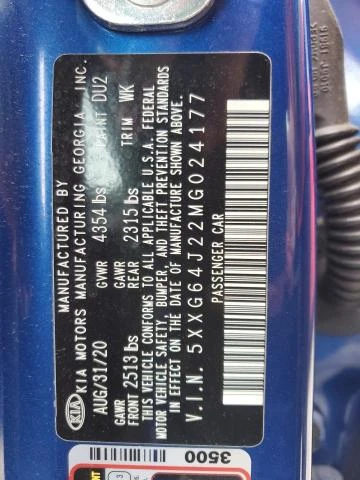 KIA
MANUFACTURED BY
KIA MOTORS MANUFACTURING GEORGIA INC.
AUG/31/20 GVWR 4354 lbs PAINT DU2
GAWR FRONT 2513 lbs GAWR REAR 2315 lbs TRIM WK
THIS VEHICLE CONFORMS TO ALL APPLICABLE U.S.A. FEDERAL
MOTOR VEHICLE SAFETY, BUMPER, AND THEFT PREVENTION STANDARDS
IN EFFECT ON THE DATE OF MANUFACTURE SHOWN ABOVE.
V.I.N. 5XXG64J22MG024177
PASSENGER CAR
3500